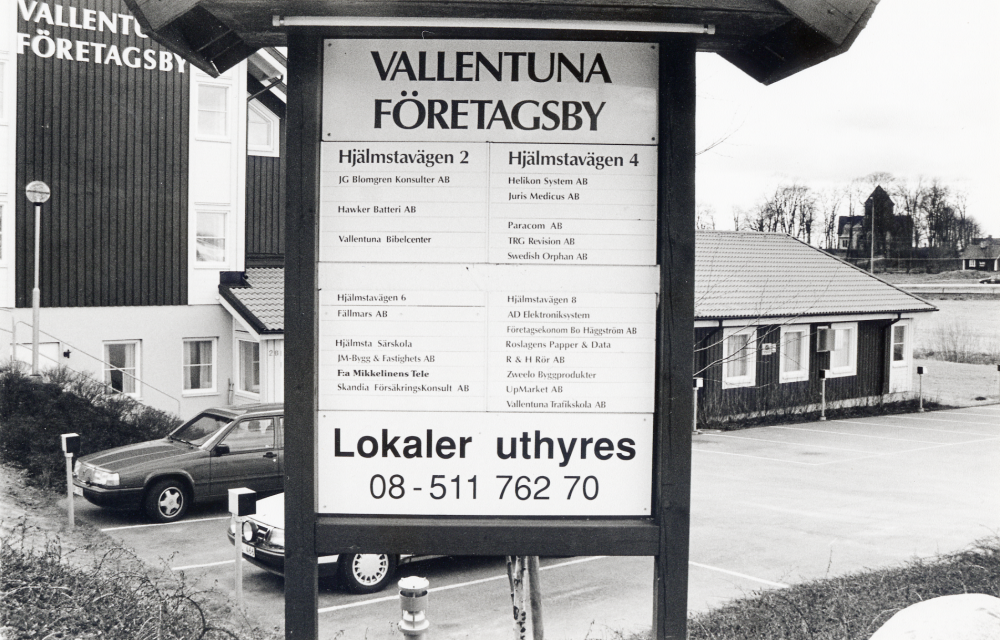 VALLENTU
FÖRETAGSBY
VALLENTUNA
FÖRETAGSBY
Hjälmstavägen 2
JG Blomgren Konsulter AB
Hawker Batteri AB
Vallentuna Bibelcenter
Hjälmstavägen 4
Helikon System AB
Juris Medicus AB
Paracom AB
TRG Revision AB
Swedish Orphan AB
Hjälmstavägen 6
Fällmars AB
Hjälmsta Särskola
JM-Bygg & Fastighets AB
F:a Mikkelinens Tele
Skandia FörsäkringsKonsult AB
Hjälmstavägen 8
AD Elektroniksystem
Företagsekonom Bo Häggström AB
Roslagens Papper & Data
R & H Rör AB
Zweelo Byggprodukter
UpMarket AB
Vallentuna Trafikskola AB
Lokaler uthyres
08-511 762 70